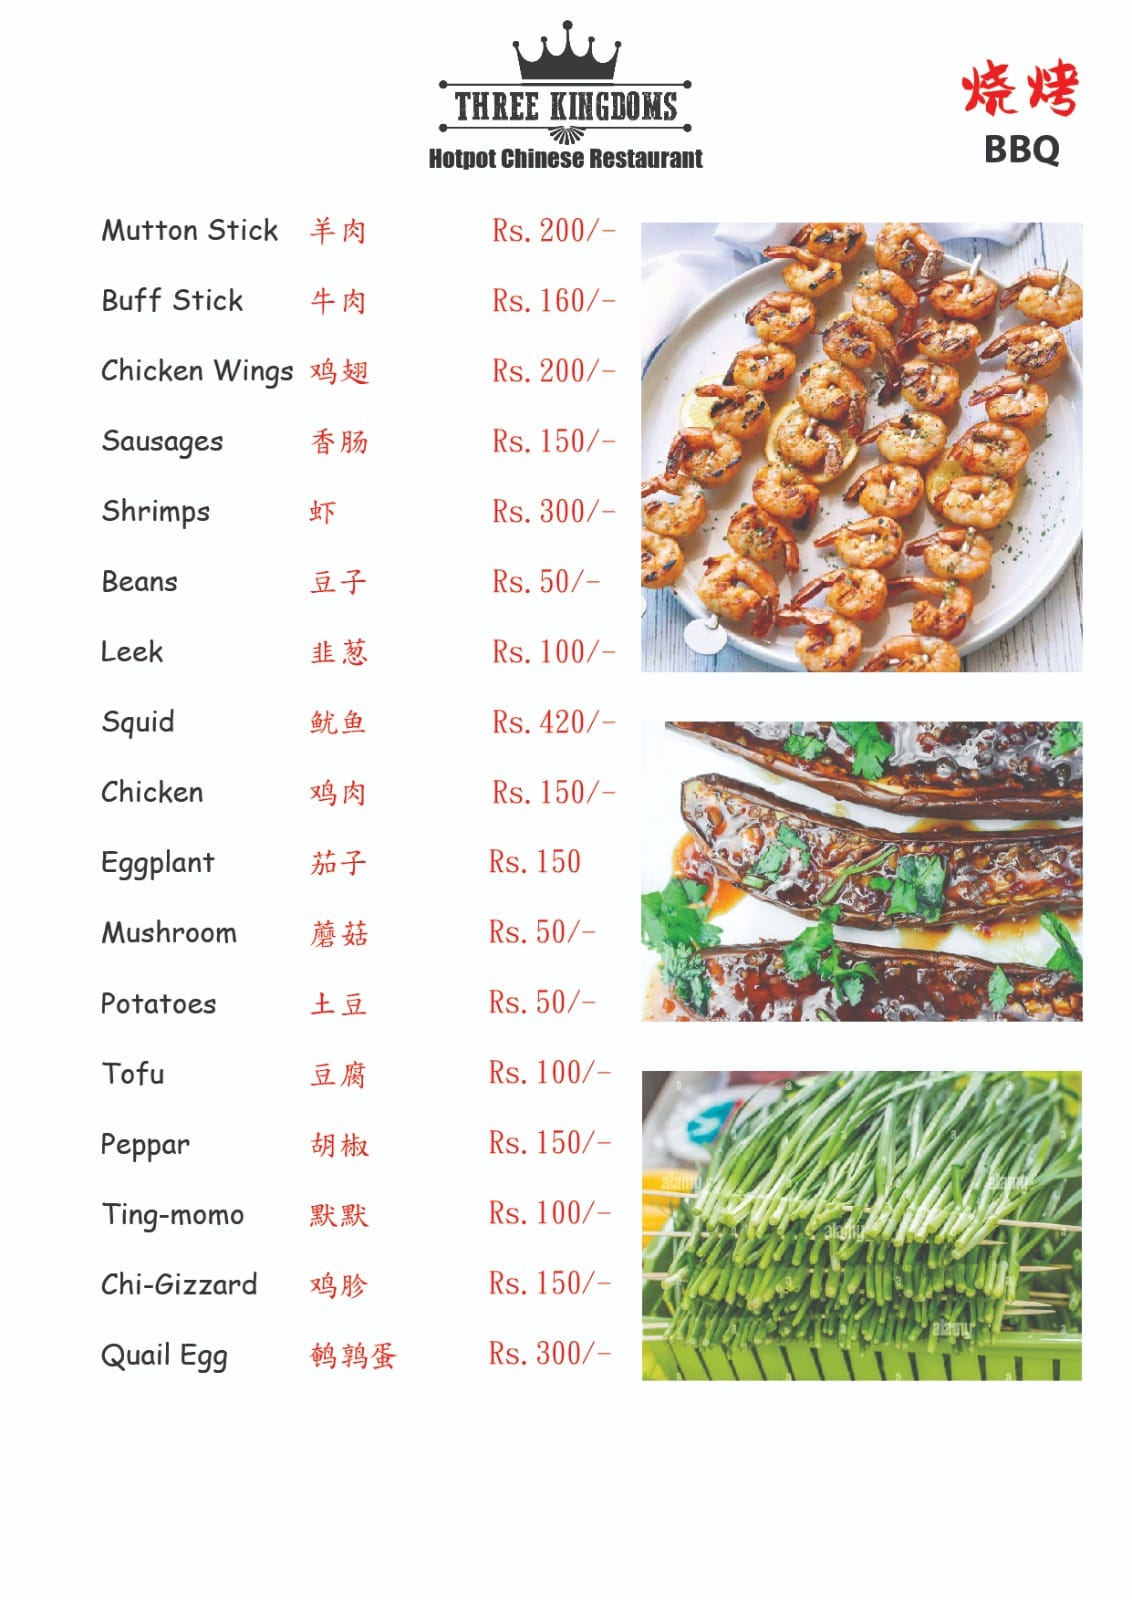 THREE KINGDOMS
Hotpot Chinese Restaurant
烧烤
BBQ
Mutton Stick 羊肉 Rs. 200/-
Buff Stick 牛肉 Rs. 160/-
Chicken Wings 鸡翅 Rs. 200/-
Sausages 香肠 Rs. 150/-
Shrimps 虾 Rs. 300/-
Beans 豆子 Rs. 50/-
Leek 韭葱 Rs. 100/-
Squid 鱿鱼 Rs. 420/-
Chicken 鸡肉 Rs. 150/-
Eggplant 茄子 Rs. 150
Mushroom 蘑菇 Rs. 50/-
Potatoes 土豆 Rs. 50/-
Tofu 豆腐 Rs. 100/-
Peppar 胡椒 Rs. 150/-
Ting-momo 默默 Rs. 100/-
Chi-Gizzard 鸡胗 Rs. 150/-
Quail Egg 鹌鹑蛋 Rs. 300/-
alamy
alamy
alamy
alamy